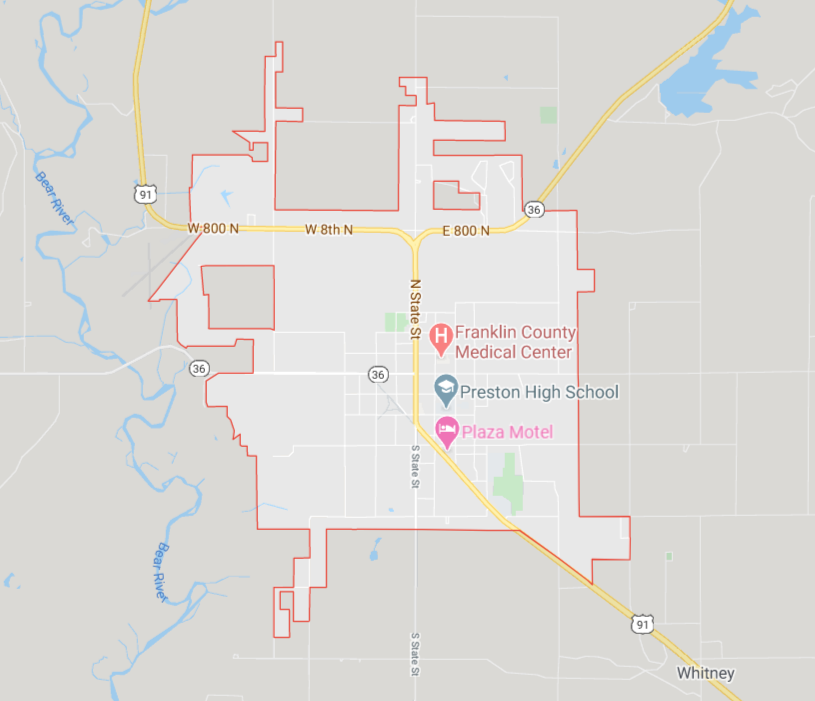 Bear River
91
36
W 800 N
W 8th N
E 800 N
N State St
H
Franklin County
Medical Center
36
36
Preston High School
Plaza Motel
S State St
Bear River
91
S State St
Whitney